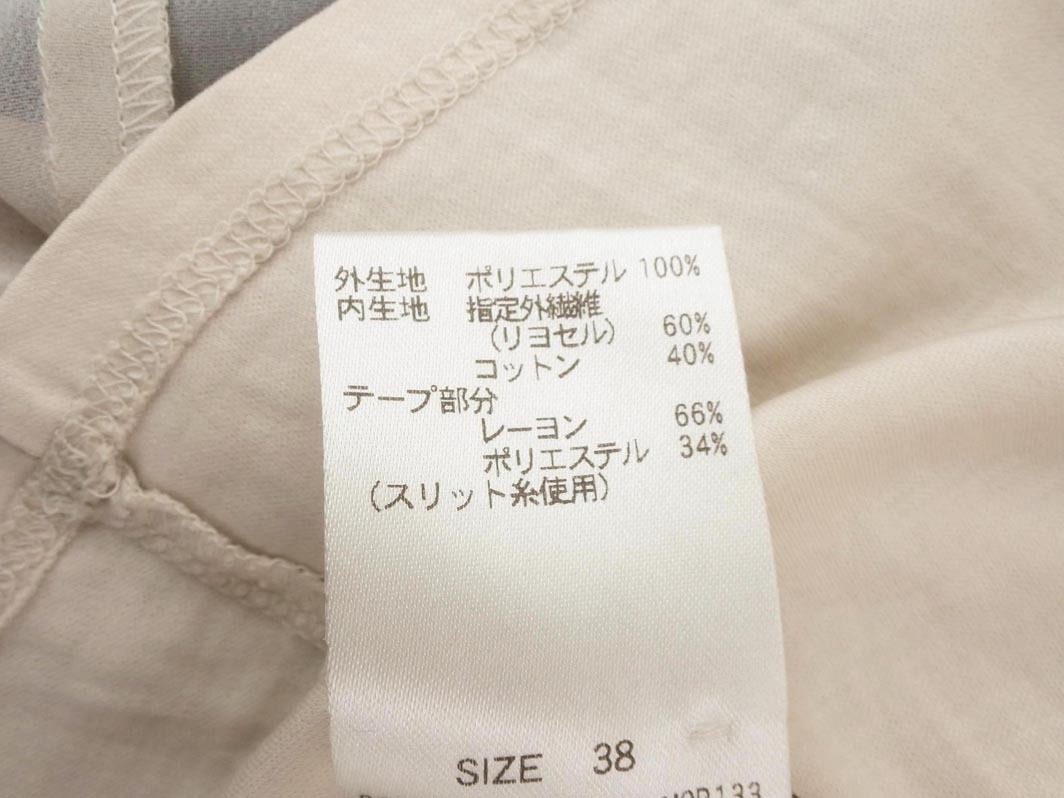 外生地 ポリエステル 100%
内生地 指定外繊維
(リヨセル) 60%
コットン 40%
テープ部分
レーヨン 66%
ポリエステル 34%
(スリット糸使用)
SIZE 38